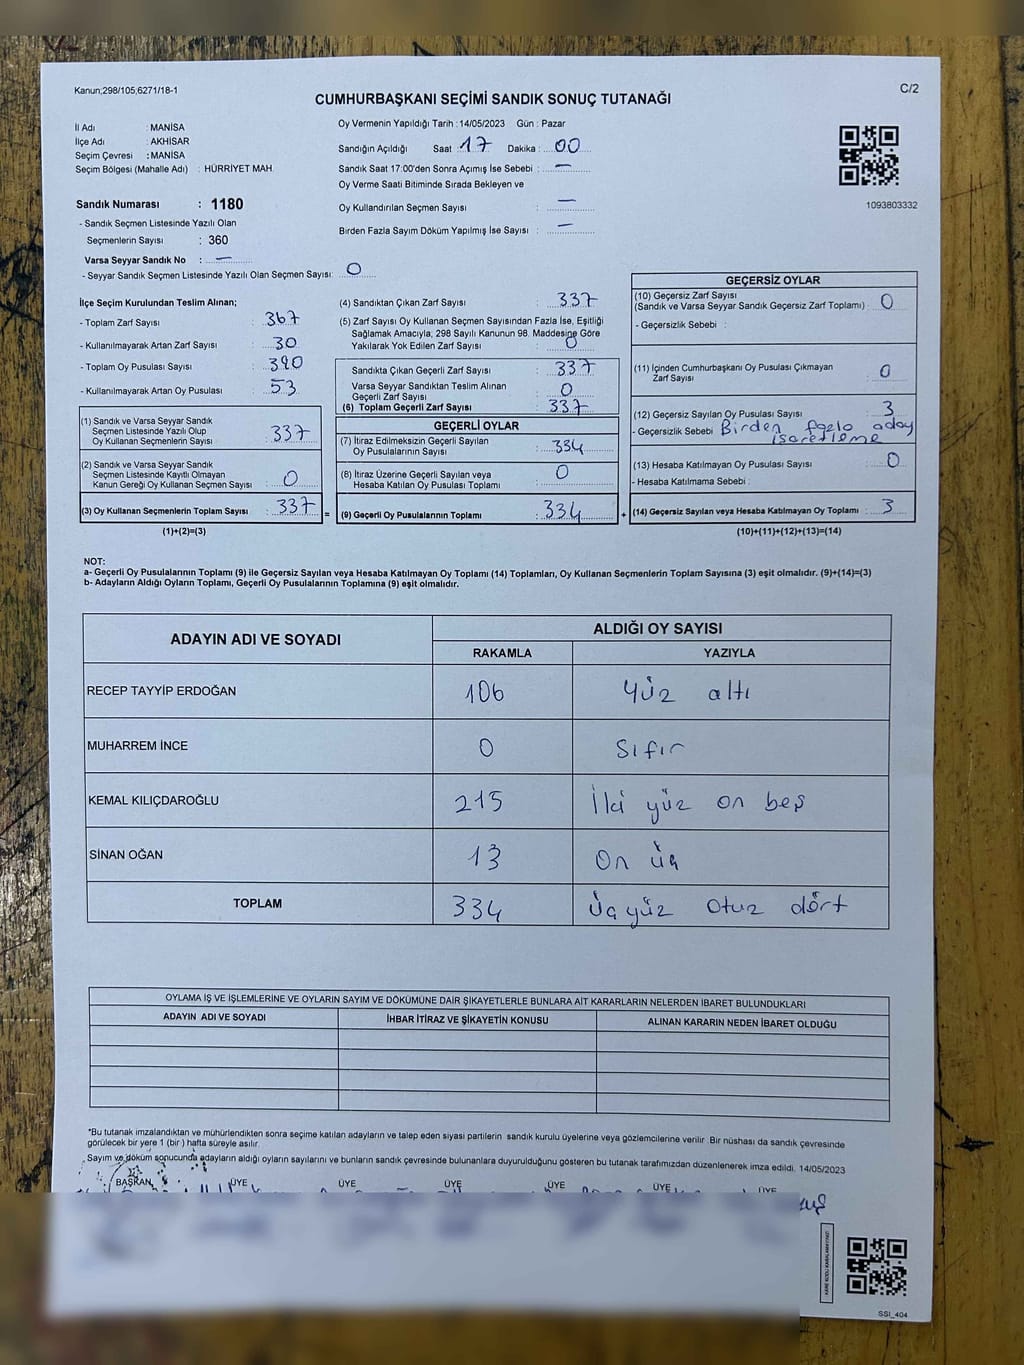 Kanun;298/105,6271/18-1
C/2
CUMHURBAŞKANI SEÇİMİ SANDIK SONUÇ TUTANAĞI
İl Adı : MANİSA
İlçe Adı : AKHİSAR
Seçim Çevresi : MANİSA
Seçim Bölgesi (Mahalle Adı) : HÜRRİYET MAH.
Oy Vermenin Yapıldığı Tarih :14/05/2023 Gün : Pazar
Sandığın Açıldığı Saat :17 Dakika : 00
Sandık Saat 17:00'den Sonra Açımış İse Sebebi : —
Oy Verme Saati Bitiminde Sırada Bekleyen ve
Oy Kullandırılan Seçmen Sayısı : —
Birden Fazla Sayım Döküm Yapılmış İse Sayısı : —
1093803332
Sandık Numarası : 1180
- Sandık Seçmen Listesinde Yazılı Olan
Seçmenlerin Sayısı : 360
Varsa Seyyar Sandık No : —
- Seyyar Sandık Seçmen Listesinde Yazılı Olan Seçmen Sayısı: 0
İlçe Seçim Kurulundan Teslim Alınan;
- Toplam Zarf Sayısı : 367
- Kullanılmayarak Artan Zarf Sayısı : 30
- Toplam Oy Pusulası Sayısı : 390
- Kullanılmayarak Artan Oy Pusulası : 53
(1) Sandık ve Varsa Seyyar Sandık
Seçmen Listesinde Yazılı Olup
Oy Kullanan Seçmenlerin Sayısı : 337
(2) Sandık ve Varsa Seyyar Sandık
Seçmen Listesinde Kayıtlı Olmayan
Kanun Gereği Oy Kullanan Seçmen Sayısı : 0
(3) Oy Kullanan Seçmenlerin Toplam Sayısı : 337 =
(1)+(2)=(3)
(4) Sandıktan Çıkan Zarf Sayısı : 337
(5) Zarf Sayısı Oy Kullanan Seçmen Sayısından Fazla İse, Eşitliği
Sağlamak Amacıyla; 298 Sayılı Kanunun 98. Maddesine Göre
Yakılarak Yok Edilen Zarf Sayısı : 0
Sandıkta Çıkan Geçerli Zarf Sayısı : 337
Varsa Seyyar Sandıktan Teslim Alınan
Geçerli Zarf Sayısı : 0
(6) Toplam Geçerli Zarf Sayısı : 337
GEÇERLİ OYLAR
(7) İtiraz Edilmeksizin Geçerli Sayılan
Oy Pusulalarının Sayısı : 334
(8) İtiraz Üzerine Geçerli Sayılan veya
Hesaba Katılan Oy Pusulası Toplamı : 0
(9) Geçerli Oy Pusulalarının Toplamı : 334 +
GEÇERSİZ OYLAR
(10) Geçersiz Zarf Sayısı
(Sandık ve Varsa Seyyar Sandık Geçersiz Zarf Toplamı) : 0
- Geçersizlik Sebebi :
(11) İçinden Cumhurbaşkanı Oy Pusulası Çıkmayan
Zarf Sayısı : 0
(12) Geçersiz Sayılan Oy Pusulası Sayısı : 3
- Geçersizlik Sebebi Birden fazla aday
işaretleme
(13) Hesaba Katılmayan Oy Pusulası Sayısı : 0
- Hesaba Katılmama Sebebi :
(14) Geçersiz Sayılan veya Hesaba Katılmayan Oy Toplamı : 3
(10)+(11)+(12)+(13)=(14)
NOT:
a- Geçerli Oy Pusulalarının Toplamı (9) ile Geçersiz Sayılan veya Hesaba Katılmayan Oy Toplamı (14) Toplamları, Oy Kullanan Seçmenlerin Toplam Sayısına (3) eşit olmalıdır. (9)+(14)=(3)
b- Adayların Aldığı Oyların Toplamı, Geçerli Oy Pusulalarının Toplamına (9) eşit olmalıdır.
ADAYIN ADI VE SOYADI ALDIĞI OY SAYISI
RAKAMLA YAZIYLA
RECEP TAYYİP ERDOĞAN 106 Yüz altı
MUHARREM İNCE 0 Sıfır
KEMAL KILIÇDAROĞLU 215 İki yüz on beş
SİNAN OĞAN 13 On üç
TOPLAM 334 üçyüz Otuz dört
OYLAMA İŞ VE İŞLEMLERİNE VE OYLARIN SAYIM VE DÖKÜMÜNE DAİR ŞİKAYETLERLE BUNLARA AİT KARARLARIN NELERDEN İBARET BULUNDUKLARI
ADAYIN ADI VE SOYADI İHBAR İTİRAZ VE ŞİKAYETİN KONUSU ALINAN KARARIN NEDEN İBARET OLDUĞU
*Bu tutanak imzalandıktan ve mühürlendikten sonra seçime katılan adayların ve talep eden siyasi partilerin sandık kurulu üyelerine veya gözlemcilerine verilir. Bir nüshası da sandık çevresinde
görülecek bir yere 1 (bir) hafta süreyle asılır.
Sayım ve döküm sonucunda adayların aldığı oyların sayılarını ve bunların sandık çevresinde bulunanlara duyurulduğunu gösteren bu tutanak tarafımızdan düzenlenerek imza edildi. 14/05/2023
BAŞKAN ÜYE ÜYE ÜYE ÜYE ÜYE ÜYE
SSİ_404